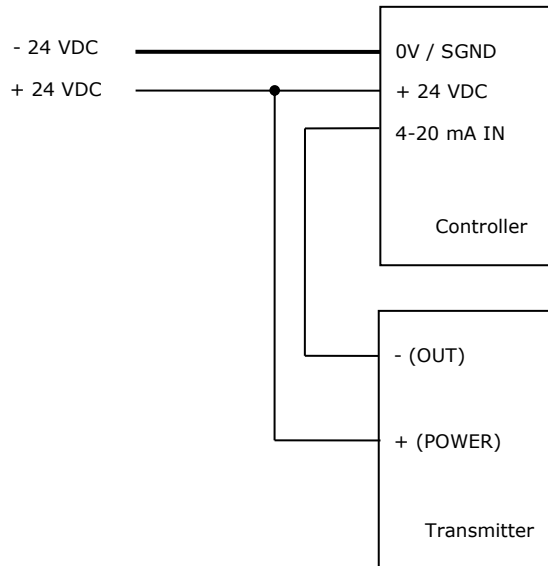 - 24 VDC
0V / SGND
+ 24 VDC
+ 24 VDC
4-20 mA IN
Controller
- (OUT)
+ (POWER)
Transmitter